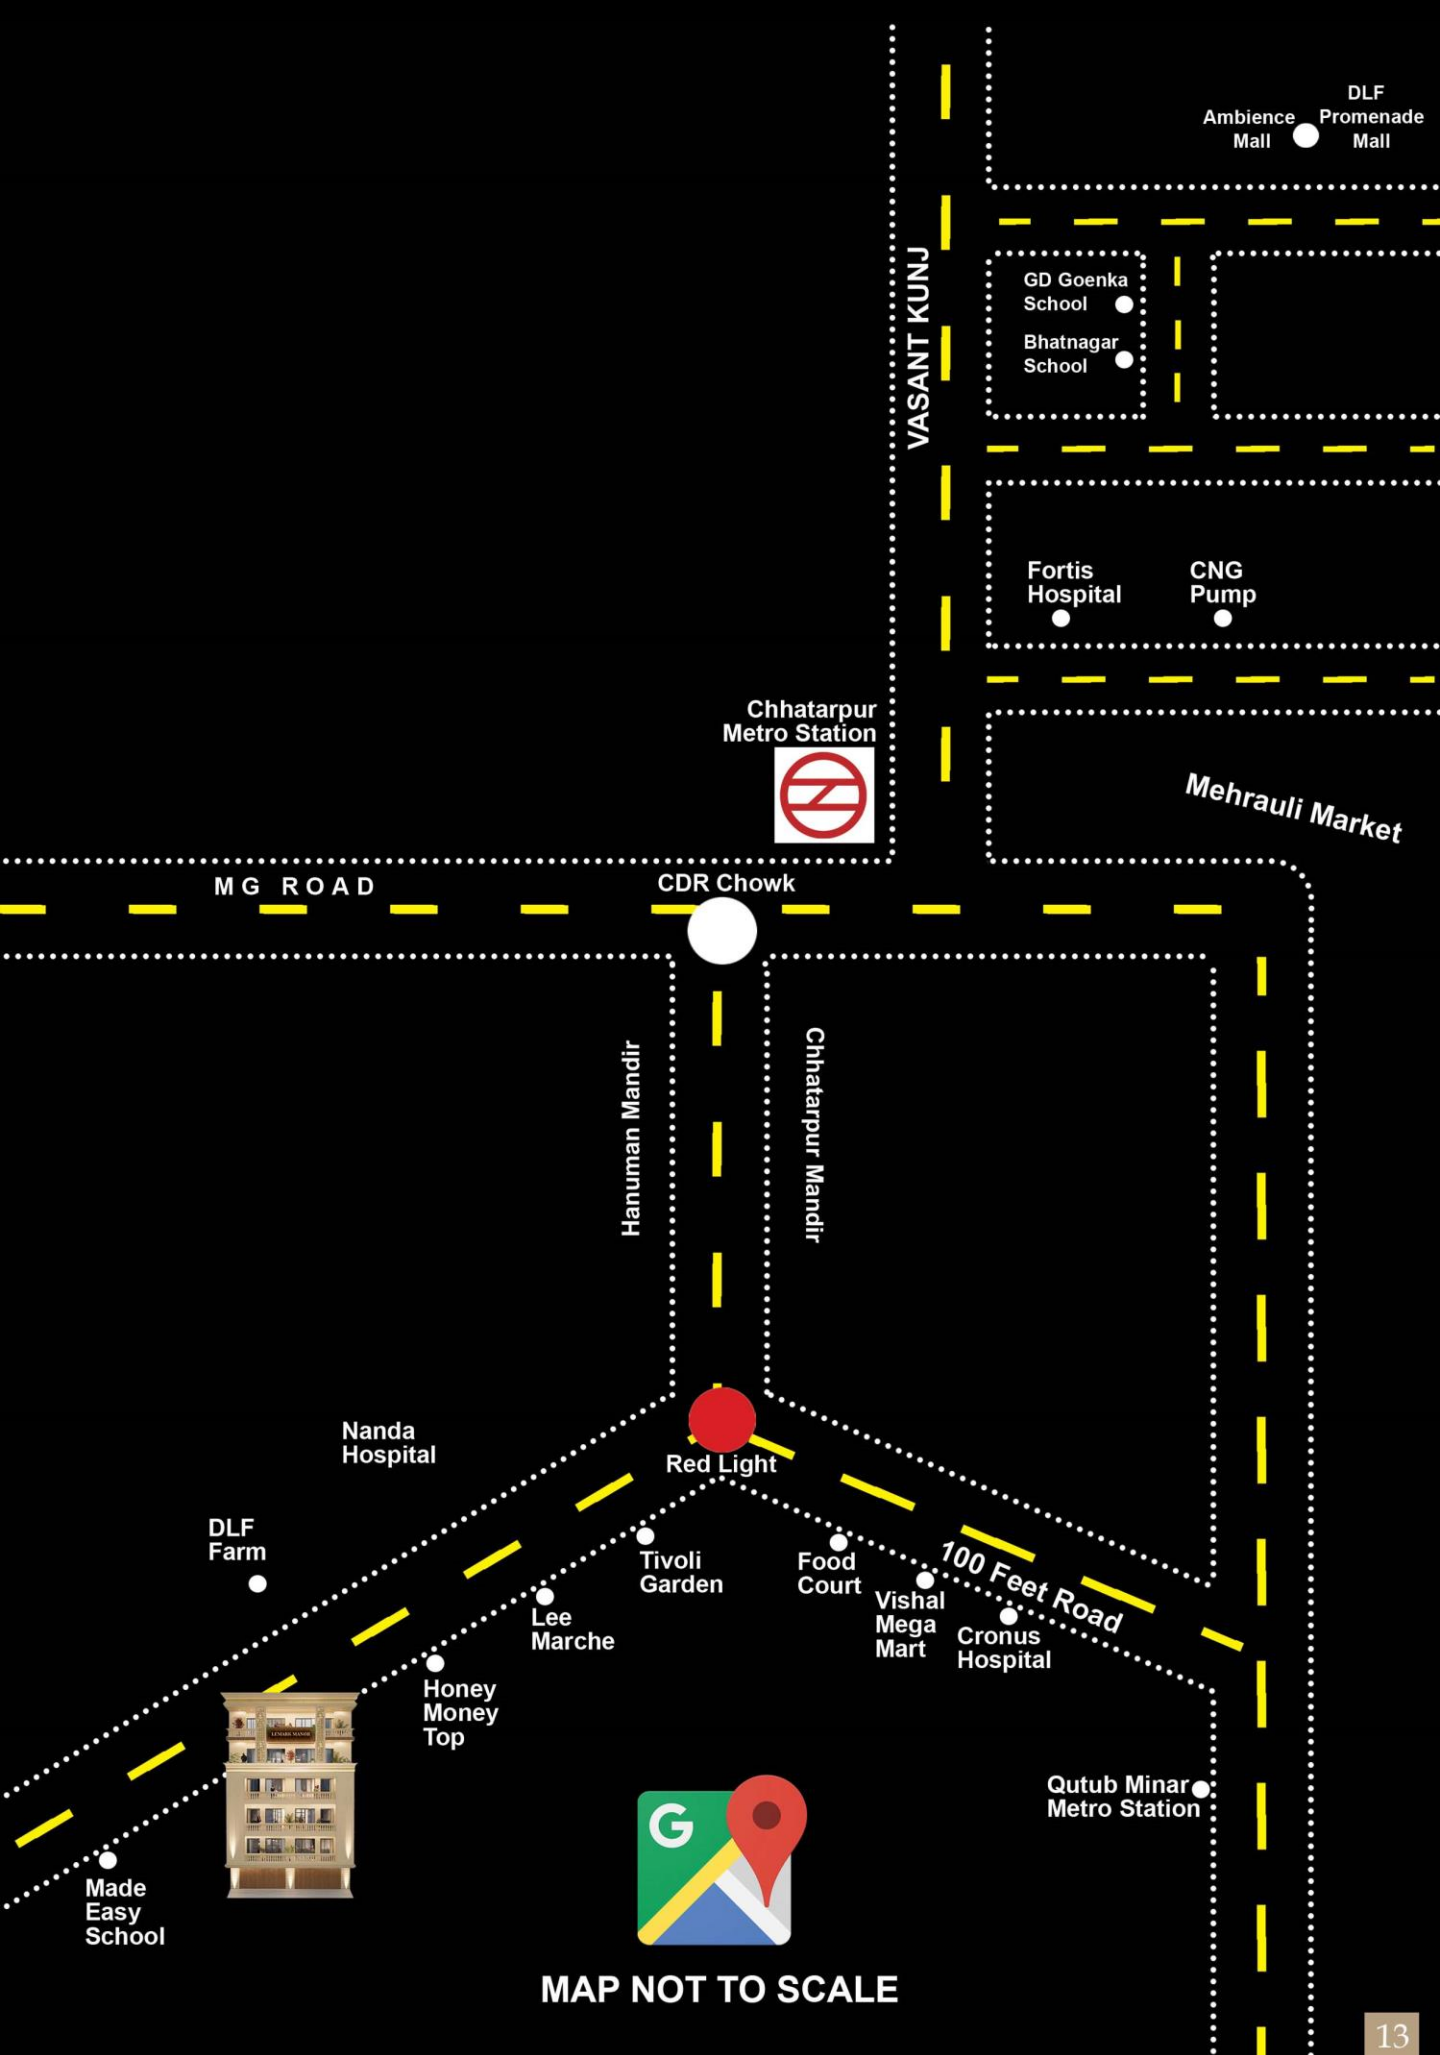 DLF
Ambience Promenade
Mall Mall
VASANT KUNJ
GD Goenka
School
Bhatnagar
School
Fortis
Hospital
CNG
Pump
Chhatarpur
Metro Station
Mehrauli Market
MG ROAD
CDR Chowk
Hanuman Mandir
Chhatarpur Mandir
Red Light
Nanda
Hospital
DLF
Farm
Tivoli
Garden
Lee
Marche
Honey
Money
Top
Food
Court
100 Feet Road
Vishal
Mega
Mart
Cronus
Hospital
LEMARK MANOR
Made
Easy
School
Qutub Minar
Metro Station
G
MAP NOT TO SCALE
13